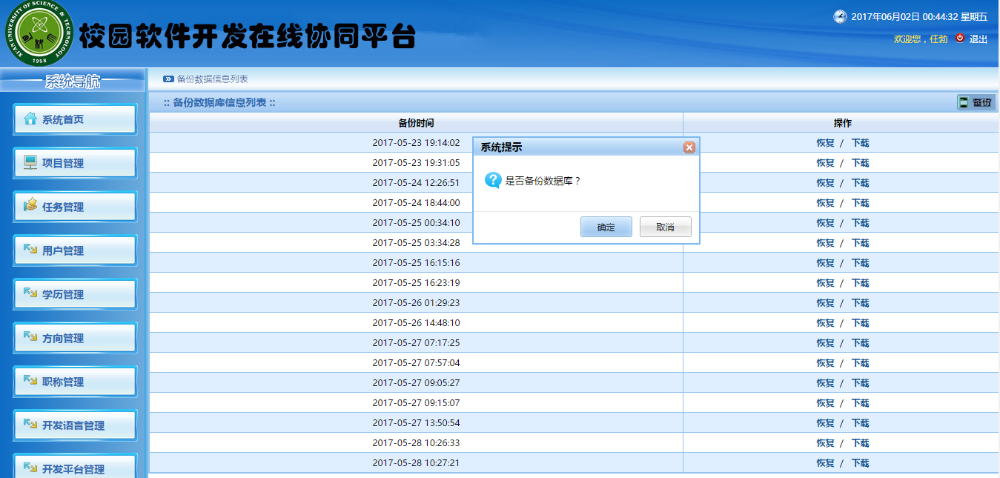 XI'AN UNIVERSITY OF SCIENCE & TECHNOLOGY
1958
校园软件开发在线协同平台
2017年06月02日 00:44:32 星期五
欢迎您，任勃 退出
系统导航
备份数据信息列表
:: 备份数据库信息列表 ::
备份
系统首页
项目管理
任务管理
用户管理
学历管理
方向管理
职称管理
开发语言管理
开发平台管理
备份时间 操作
2017-05-23 19:14:02 恢复 / 下载
2017-05-23 19:31:05 恢复 / 下载
2017-05-24 12:26:51 恢复 / 下载
2017-05-24 18:44:00 恢复 / 下载
2017-05-25 00:34:10 恢复 / 下载
2017-05-25 03:34:28 恢复 / 下载
2017-05-25 16:15:16 恢复 / 下载
2017-05-25 16:23:19 恢复 / 下载
2017-05-26 01:29:23 恢复 / 下载
2017-05-26 14:48:10 恢复 / 下载
2017-05-27 07:17:25 恢复 / 下载
2017-05-27 07:57:04 恢复 / 下载
2017-05-27 09:05:27 恢复 / 下载
2017-05-27 09:15:07 恢复 / 下载
2017-05-27 13:50:54 恢复 / 下载
2017-05-28 10:26:33 恢复 / 下载
2017-05-28 10:27:21 恢复 / 下载
系统提示
是否备份数据库？
确定 取消